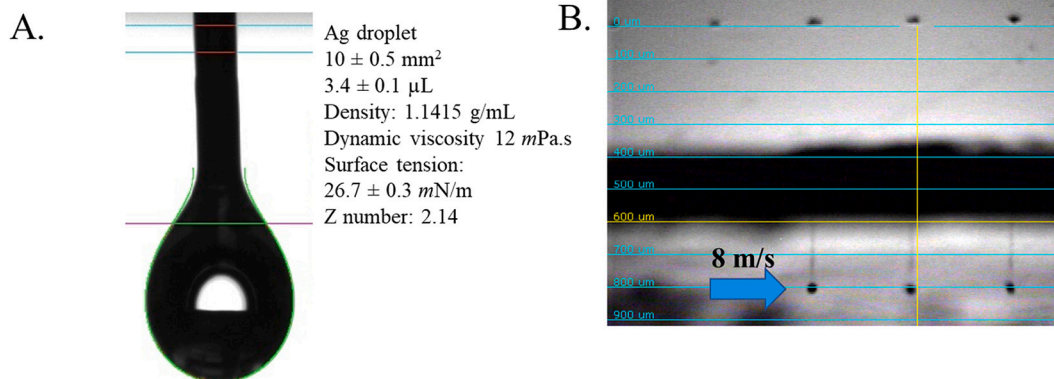 A.
Ag droplet
10 ± 0.5 mm²
3.4 ± 0.1 µL
Density: 1.1415 g/mL
Dynamic viscosity 12 mPa.s
Surface tension:
26.7 ± 0.3 mN/m
Z number: 2.14
B.
0 um
100 um
200 um
300 um
400 um
500 um
600 um
700 um
8 m/s
800 um
900 um